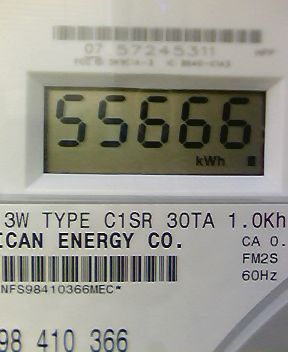 07 57245311
55666
kWh
3W TYPE C1SR 30TA 1.0Kh
ICAN ENERGY CO.
CA 0.
FM2S
60Hz
NFS98410366MEC*
98 410 366